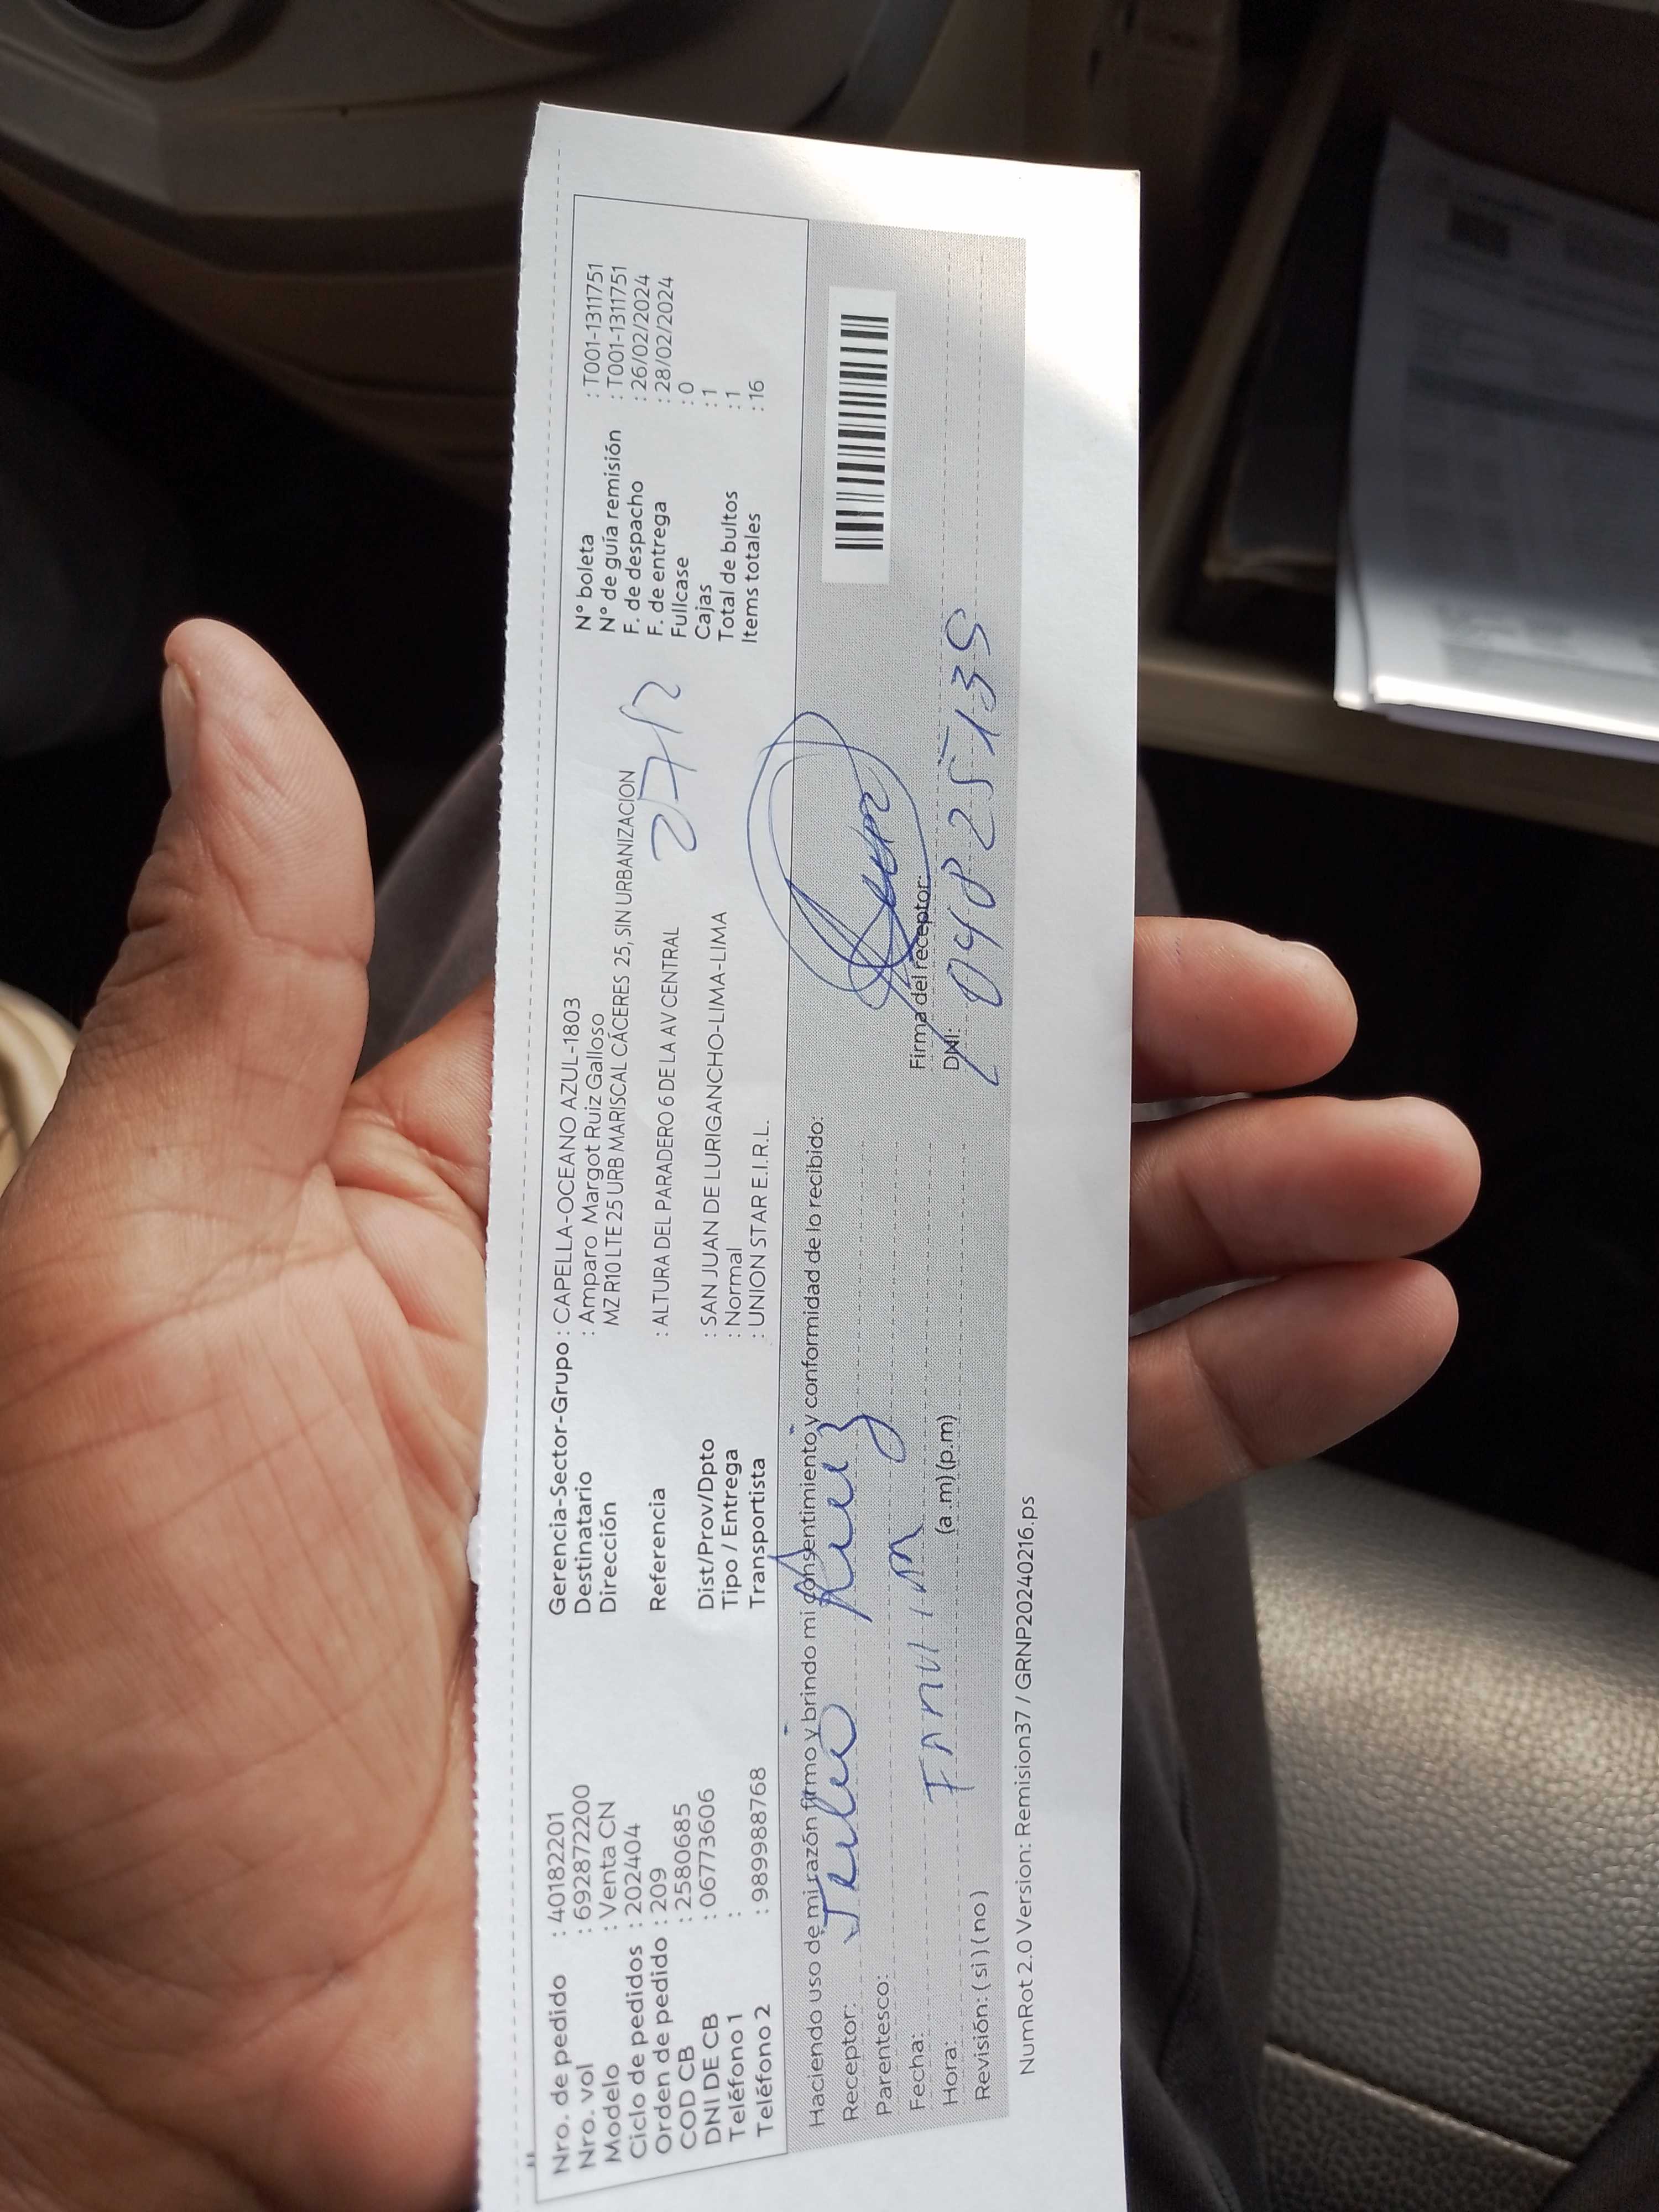 Nro. de pedido : 40182201
Nro. vol : 692872200
Modelo : Venta CN
Ciclo de pedidos : 202404
Orden de pedido : 209
COD CB : 2580685
DNI DE CB : 06773606
Teléfono 1 :
Teléfono 2 : 989988768
Gerencia-Sector-Grupo : CAPELLA-OCEANO AZUL-1803
Destinatario : Amparo Margot Ruiz Galloso
Dirección MZ R10 LTE 25 URB MARISCAL CÁCERES 25, SIN URBANIZACION
Referencia : ALTURA DEL PARADERO 6 DE LA AV CENTRAL
Dist/Prov/Dpto : SAN JUAN DE LURIGANCHO-LIMA-LIMA
Tipo / Entrega : Normal
Transportista : UNION STAR E.I.R.L.
N° boleta : T001-1311751
N° de guía remisión : T001-1311751
F. de despacho : 26/02/2024
F. de entrega : 28/02/2024
Fullcase : 0
Cajas : 1
Total de bultos : 1
Items totales : 16
Haciendo uso de mi razón firmo y brindo mi consentimiento y conformidad de lo recibido:
Receptor: Julio Ruiz
Parentesco:
Fecha:
Hora: (a.m) (p.m)
Revisión: ( si ) ( no )
Firma del receptor:
DNI:
NumRot 2.0 Version: Remision37 / GRNP20240216.ps